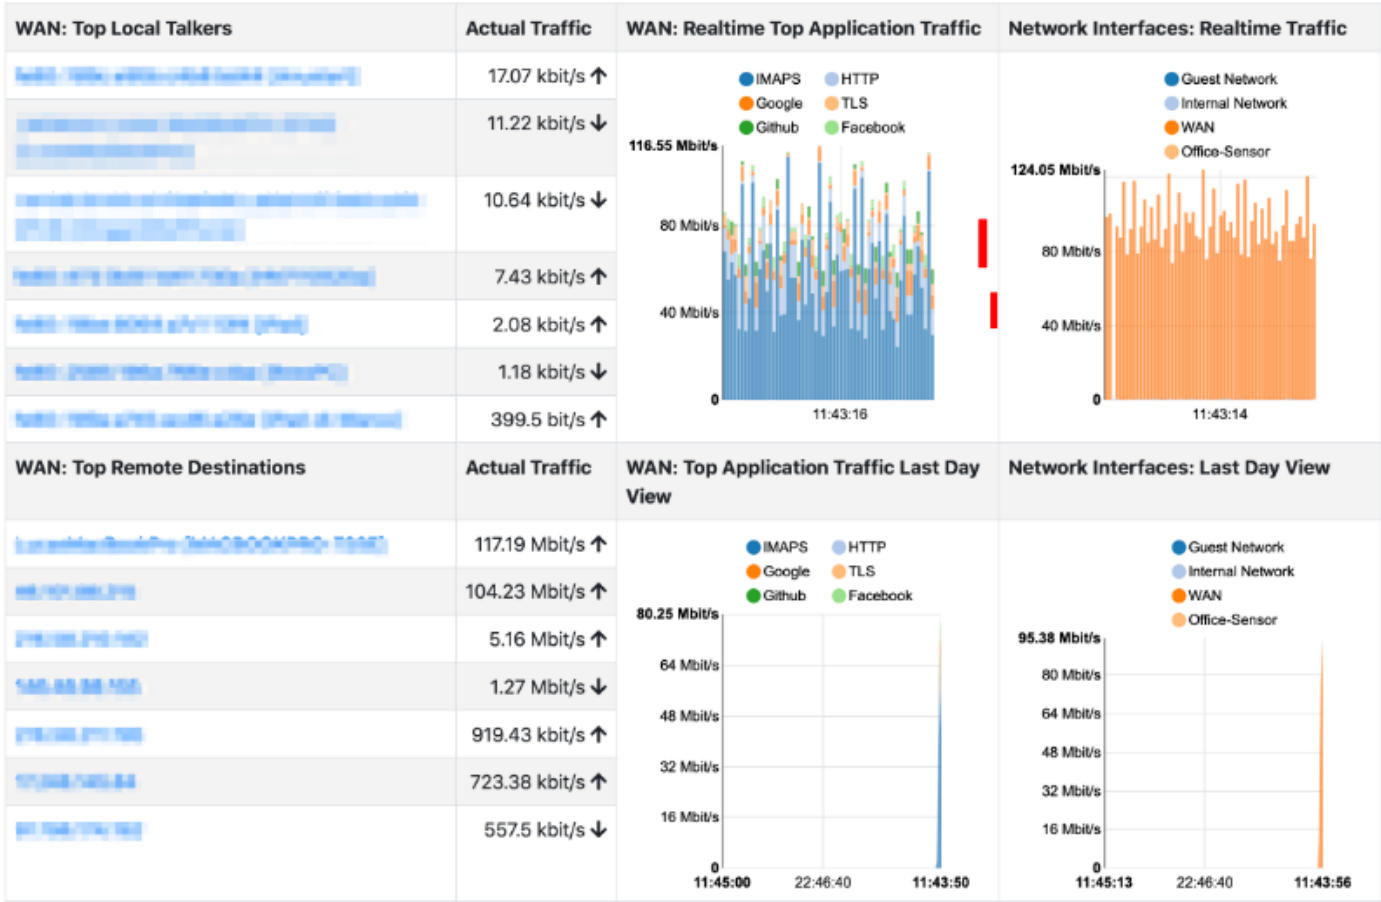 WAN: Top Local Talkers
Actual Traffic
17.07 kbit/s ↑
11.22 kbit/s ↓
10.64 kbit/s ↓
7.43 kbit/s ↑
2.08 kbit/s ↑
1.18 kbit/s ↓
399.5 bit/s ↑
WAN: Realtime Top Application Traffic
IMAPS HTTP
Google TLS
Github Facebook
116.55 Mbit/s
80 Mbit/s
40 Mbit/s
0
11:43:16
Network Interfaces: Realtime Traffic
Guest Network
Internal Network
WAN
Office-Sensor
124.05 Mbit/s
80 Mbit/s
40 Mbit/s
0
11:43:14
WAN: Top Remote Destinations
Actual Traffic
117.19 Mbit/s ↑
104.23 Mbit/s ↑
5.16 Mbit/s ↑
1.27 Mbit/s ↓
919.43 kbit/s ↑
723.38 kbit/s ↑
557.5 kbit/s ↓
WAN: Top Application Traffic Last Day
View
IMAPS HTTP
Google TLS
Github Facebook
80.25 Mbit/s
64 Mbit/s
48 Mbit/s
32 Mbit/s
16 Mbit/s
0
11:45:00 22:46:40 11:43:50
Network Interfaces: Last Day View
Guest Network
Internal Network
WAN
Office-Sensor
95.38 Mbit/s
80 Mbit/s
64 Mbit/s
48 Mbit/s
32 Mbit/s
16 Mbit/s
0
11:45:13 22:46:40 11:43:56